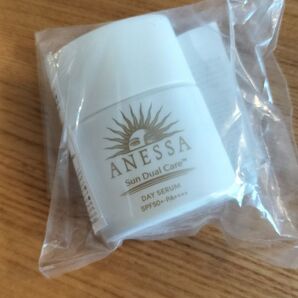 ANESSA
Sun Dual Care™
DAY SERUM
SPF50+・PA++++